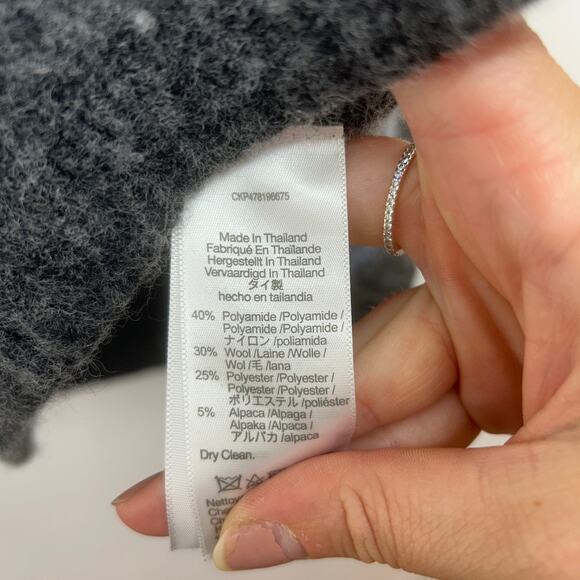 CKP478196675
Made In Thailand
Fabriqué En Thaïlande
Hergestellt In Thailand
Vervaardigd In Thailand
タイ製
hecho en tailandia
40% Polyamide /Polyamide/
Polyamide /Polyamide /
ナイロン /poliamida
30% Wool /Laine /Wolle /
Wol /毛 /lana
25% Polyester /Polyester /
Polyester /Polyester /
ポリエステル /poliéster
5% Alpaca /Alpaga /
Alpaka /Alpaca /
アルパカ /alpaca
Dry Clean.